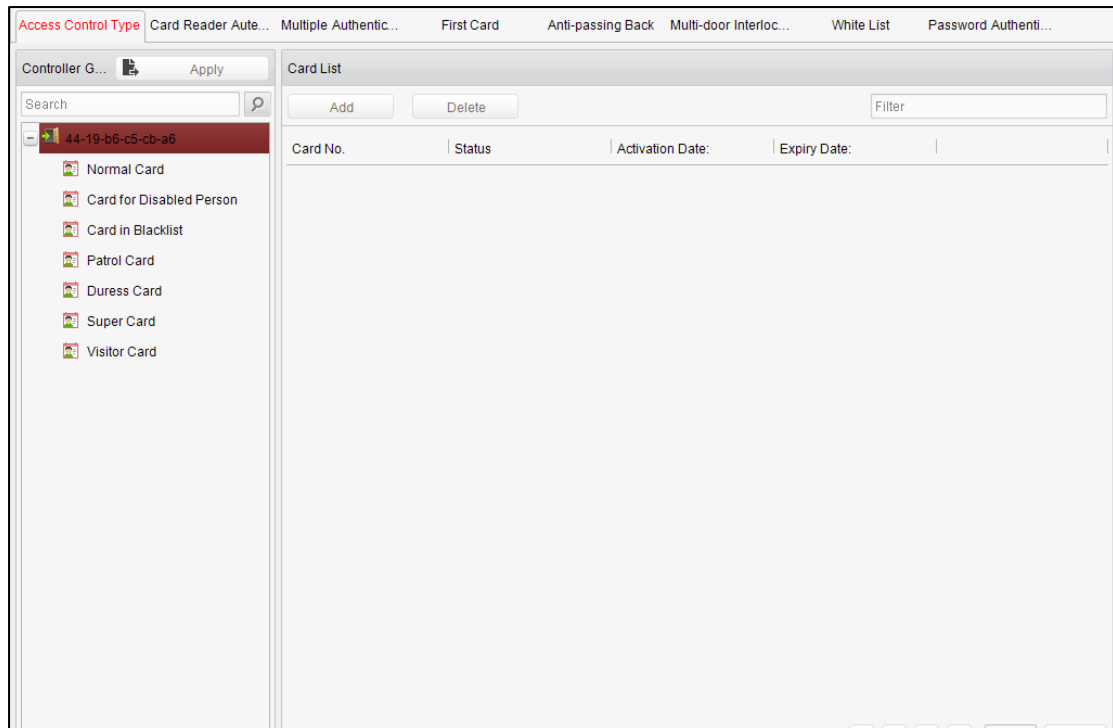 Access Control Type Card Reader Aute... Multiple Authentic... First Card Anti-passing Back Multi-door Interloc... White List Password Authenti...
Controller G... Apply
Search
44-19-b6-c5-cb-a6
Normal Card
Card for Disabled Person
Card in Blacklist
Patrol Card
Duress Card
Super Card
Visitor Card
Card List
Add Delete Filter
Card No. Status Activation Date: Expiry Date: